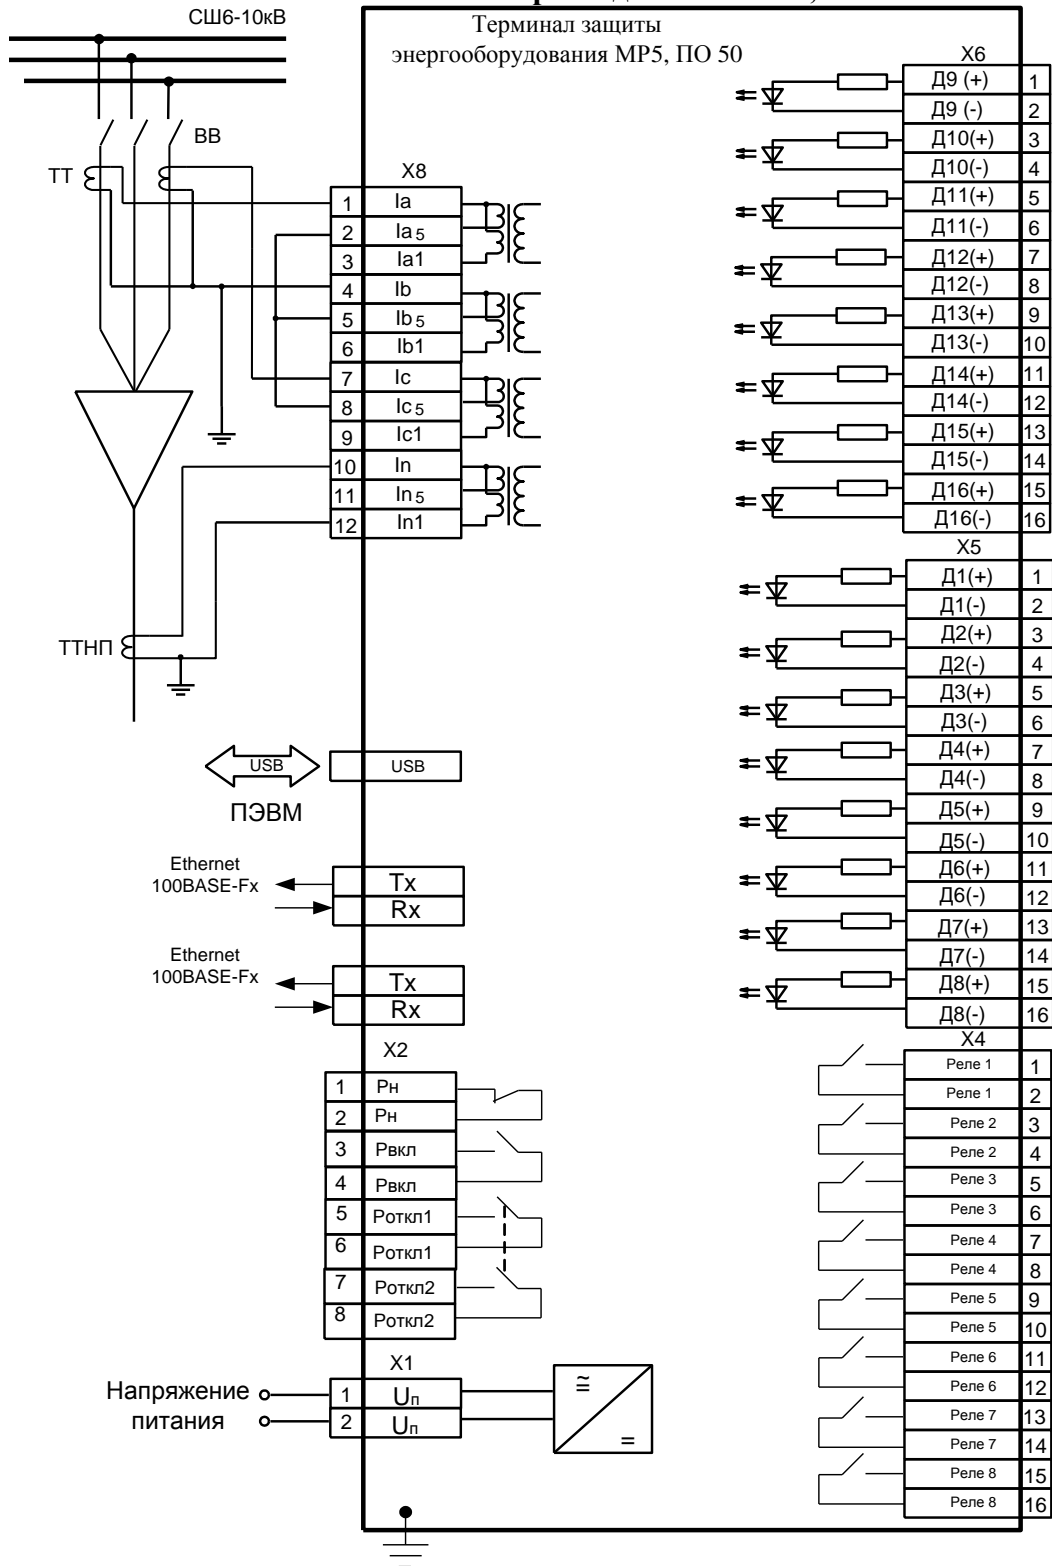 СШ6-10кВ
Терминал защиты
энергооборудования МР5, ПО 50
ВВ
ТТ
X8
1 Ia
2 Ia5
3 Ia1
4 Ib
5 Ib5
6 Ib1
7 Ic
8 Ic5
9 Ic1
10 In
11 In5
12 In1
ТТНП
USB
USB
ПЭВМ
Ethernet
100BASE-Fx
Tx
Rx
Ethernet
100BASE-Fx
Tx
Rx
X2
1 Рн
2 Рн
3 Рвкл
4 Рвкл
5 Роткл1
6 Роткл1
7 Роткл2
8 Роткл2
X1
Напряжение
питания
1 Uп
2 Uп
X6
Д9 (+) 1
Д9 (-) 2
Д10(+) 3
Д10(-) 4
Д11(+) 5
Д11(-) 6
Д12(+) 7
Д12(-) 8
Д13(+) 9
Д13(-) 10
Д14(+) 11
Д14(-) 12
Д15(+) 13
Д15(-) 14
Д16(+) 15
Д16(-) 16
X5
Д1(+) 1
Д1(-) 2
Д2(+) 3
Д2(-) 4
Д3(+) 5
Д3(-) 6
Д4(+) 7
Д4(-) 8
Д5(+) 9
Д5(-) 10
Д6(+) 11
Д6(-) 12
Д7(+) 13
Д7(-) 14
Д8(+) 15
Д8(-) 16
X4
Реле 1 1
Реле 1 2
Реле 2 3
Реле 2 4
Реле 3 5
Реле 3 6
Реле 4 7
Реле 4 8
Реле 5 9
Реле 5 10
Реле 6 11
Реле 6 12
Реле 7 13
Реле 7 14
Реле 8 15
Реле 8 16